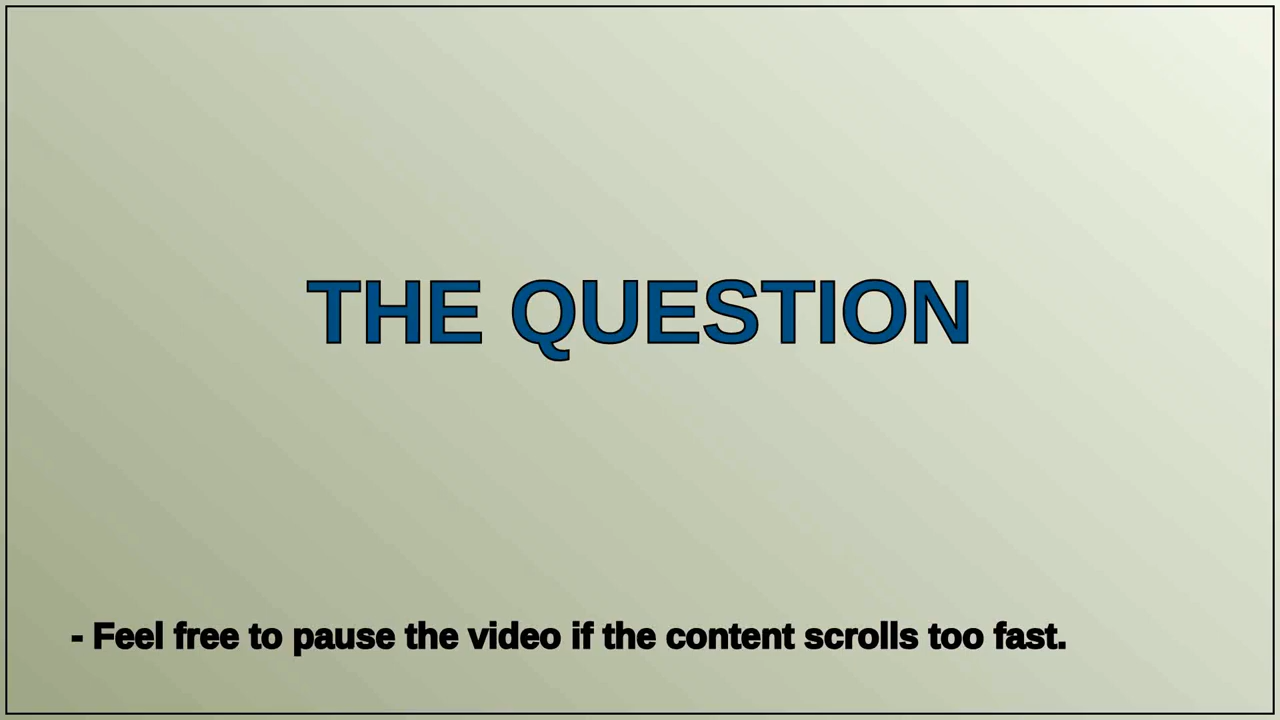 THE QUESTION
- Feel free to pause the video if the content scrolls too fast.